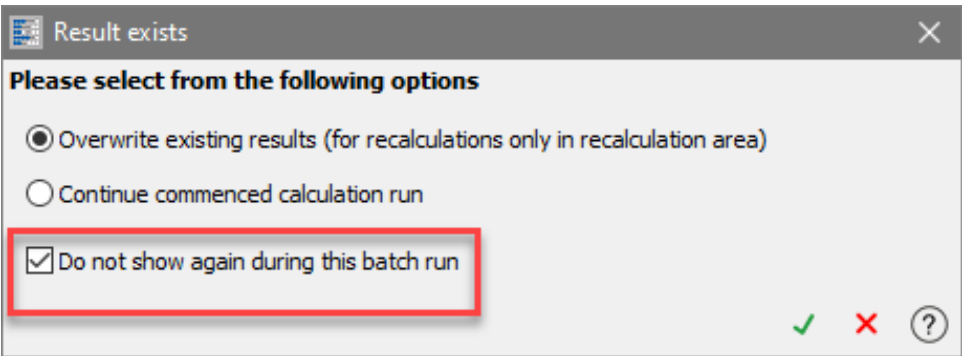 Result exists
Please select from the following options
Overwrite existing results (for recalculations only in recalculation area)
Continue commenced calculation run
Do not show again during this batch run
?